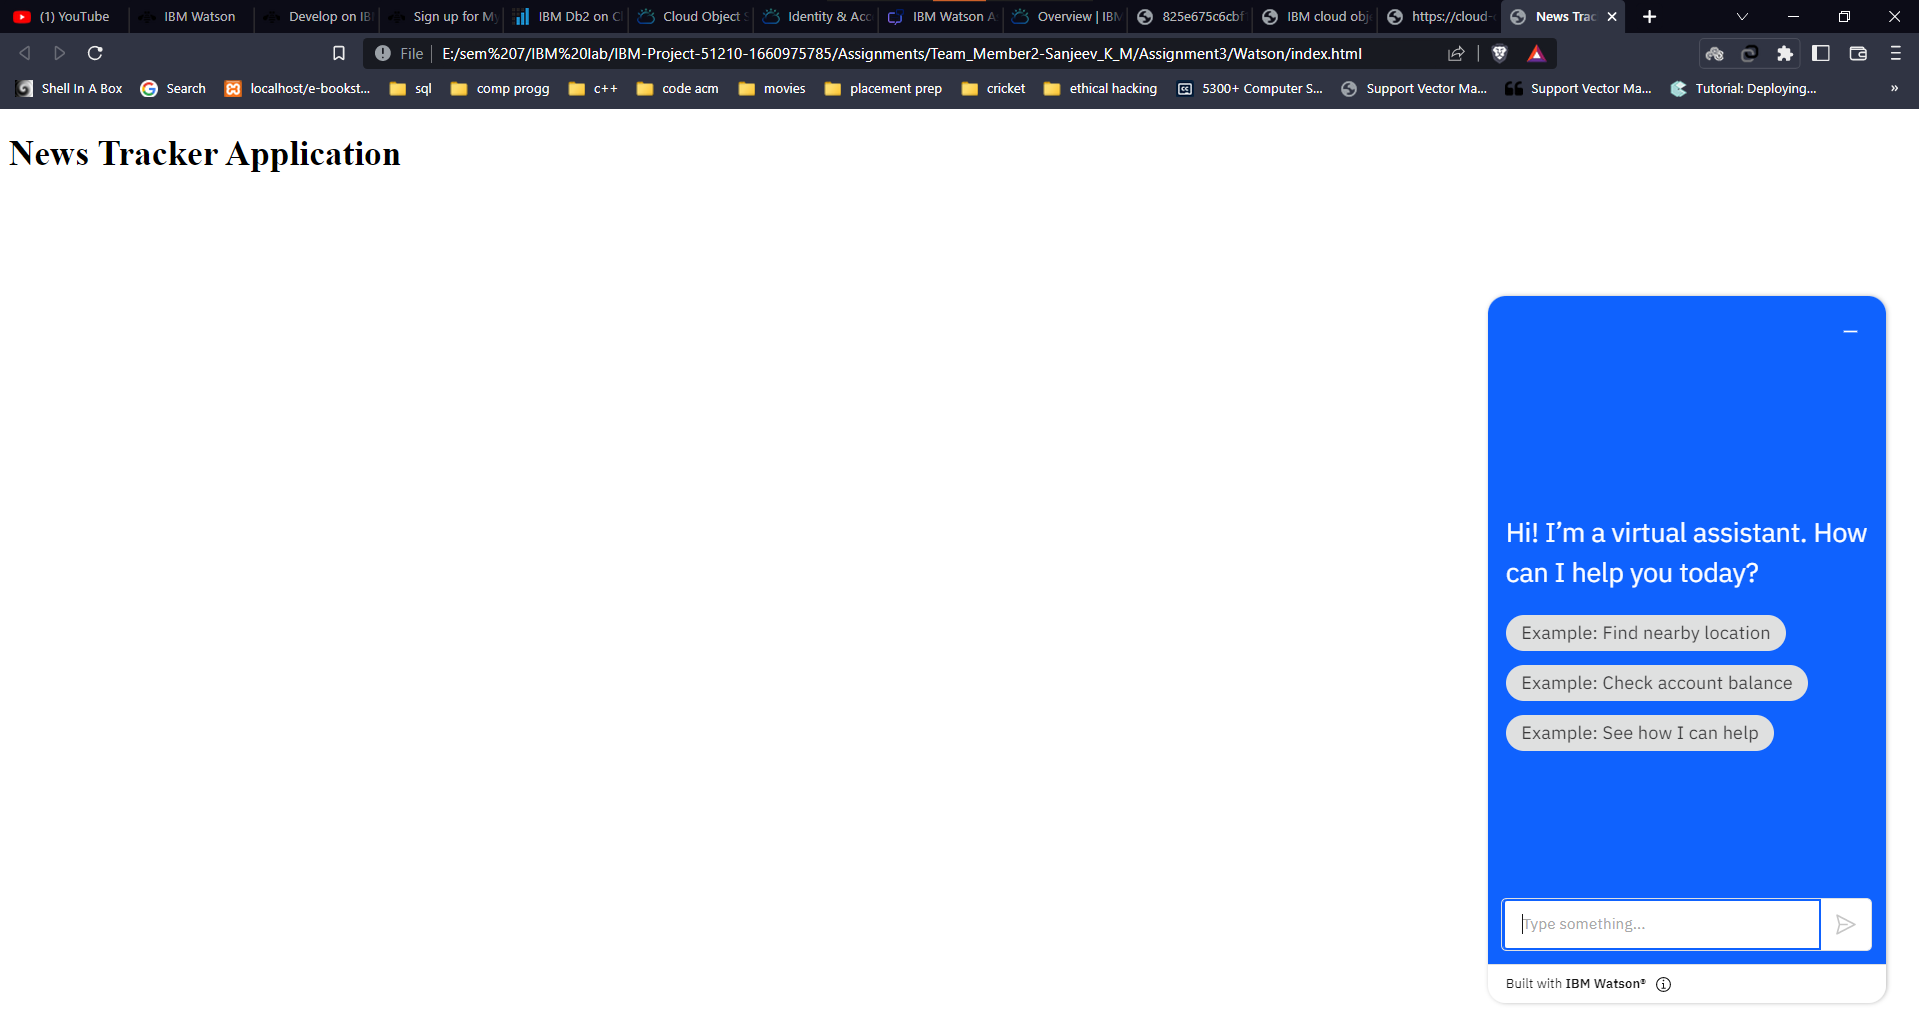 (1) YouTube
IBM Watson
Develop on IB
Sign up for My
IBM Db2 on Cl
Cloud Object S
Identity & Acc
IBM Watson A
Overview | IBM
825e675c6cbf
IBM cloud obj
https://cloud-
News Trac
File
E:/sem%207/IBM%20lab/IBM-Project-51210-1660975785/Assignments/Team_Member2-Sanjeev_K_M/Assignment3/Watson/index.html
Shell In A Box
Search
localhost/e-bookst...
sql
comp progg
c++
code acm
movies
placement prep
cricket
ethical hacking
5300+ Computer S...
Support Vector Ma...
Support Vector Ma...
Tutorial: Deploying...
»
News Tracker Application
Hi! I’m a virtual assistant. How
can I help you today?
Example: Find nearby location
Example: Check account balance
Example: See how I can help
Type something...
Built with IBM Watson®